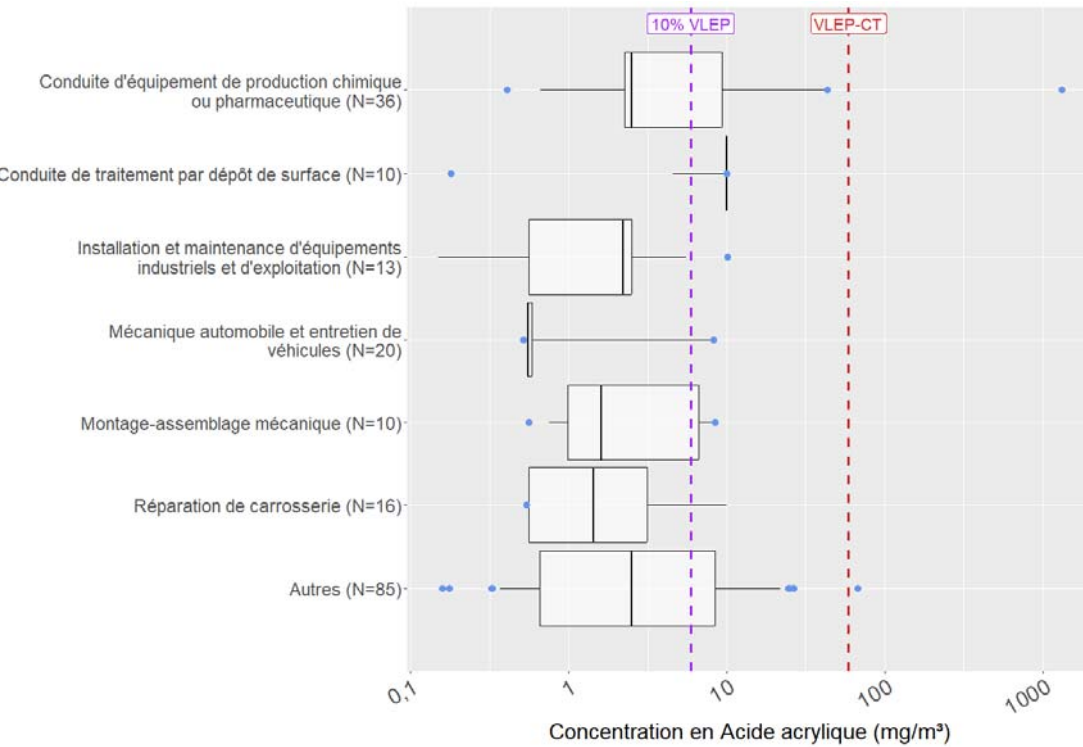 10% VLEP
VLEP-CT
Conduite d'équipement de production chimique
ou pharmaceutique (N=36)
Conduite de traitement par dépôt de surface (N=10)
Installation et maintenance d'équipements
industriels et d'exploitation (N=13)
Mécanique automobile et entretien de
véhicules (N=20)
Montage-assemblage mécanique (N=10)
Réparation de carrosserie (N=16)
Autres (N=85)
0,1
1
10
100
1000
Concentration en Acide acrylique (mg/m³)